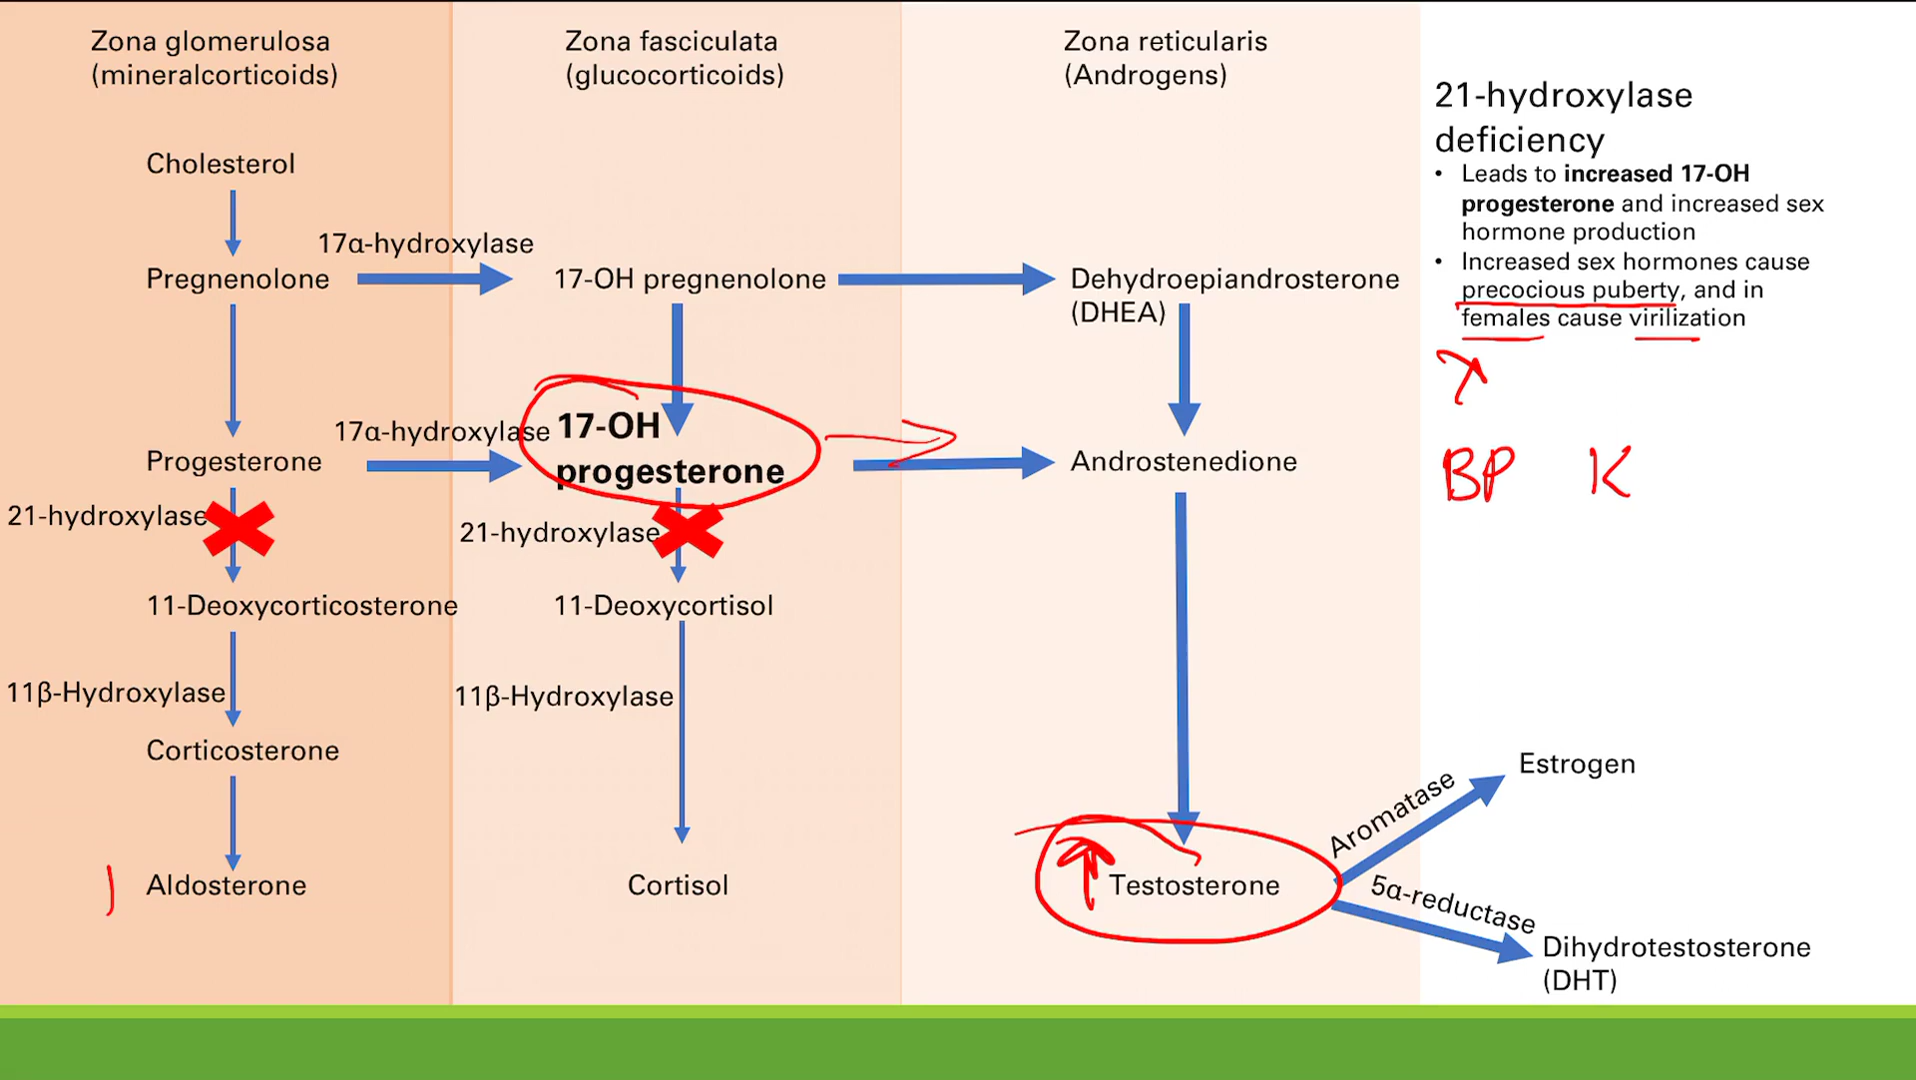 Zona glomerulosa
(mineralcorticoids)
Zona fasciculata
(glucocorticoids)
Zona reticularis
(Androgens)
21-hydroxylase
deficiency
• Leads to increased 17-OH
progesterone and increased sex
hormone production
• Increased sex hormones cause
precocious puberty, and in
females cause virilization
BP K
Cholesterol
17α-hydroxylase
Pregnenolone
17-OH pregnenolone
Dehydroepiandrosterone
(DHEA)
17α-hydroxylase
Progesterone
17-OH
progesterone
Androstenedione
21-hydroxylase
21-hydroxylase
11-Deoxycorticosterone
11-Deoxycortisol
11β-Hydroxylase
11β-Hydroxylase
Corticosterone
Aldosterone
Cortisol
Testosterone
Aromatase
Estrogen
5α-reductase
Dihydrotestosterone
(DHT)